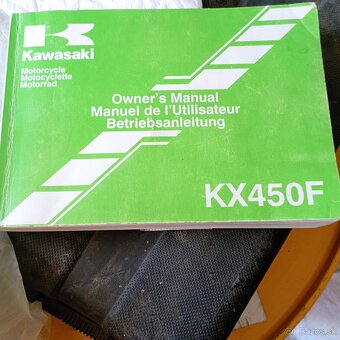 Kawasaki
Motorcycle
Motocyclette
Motorrad
Owner's Manual
Manuel de l'Utilisateur
Betriebsanleitung
KX450F